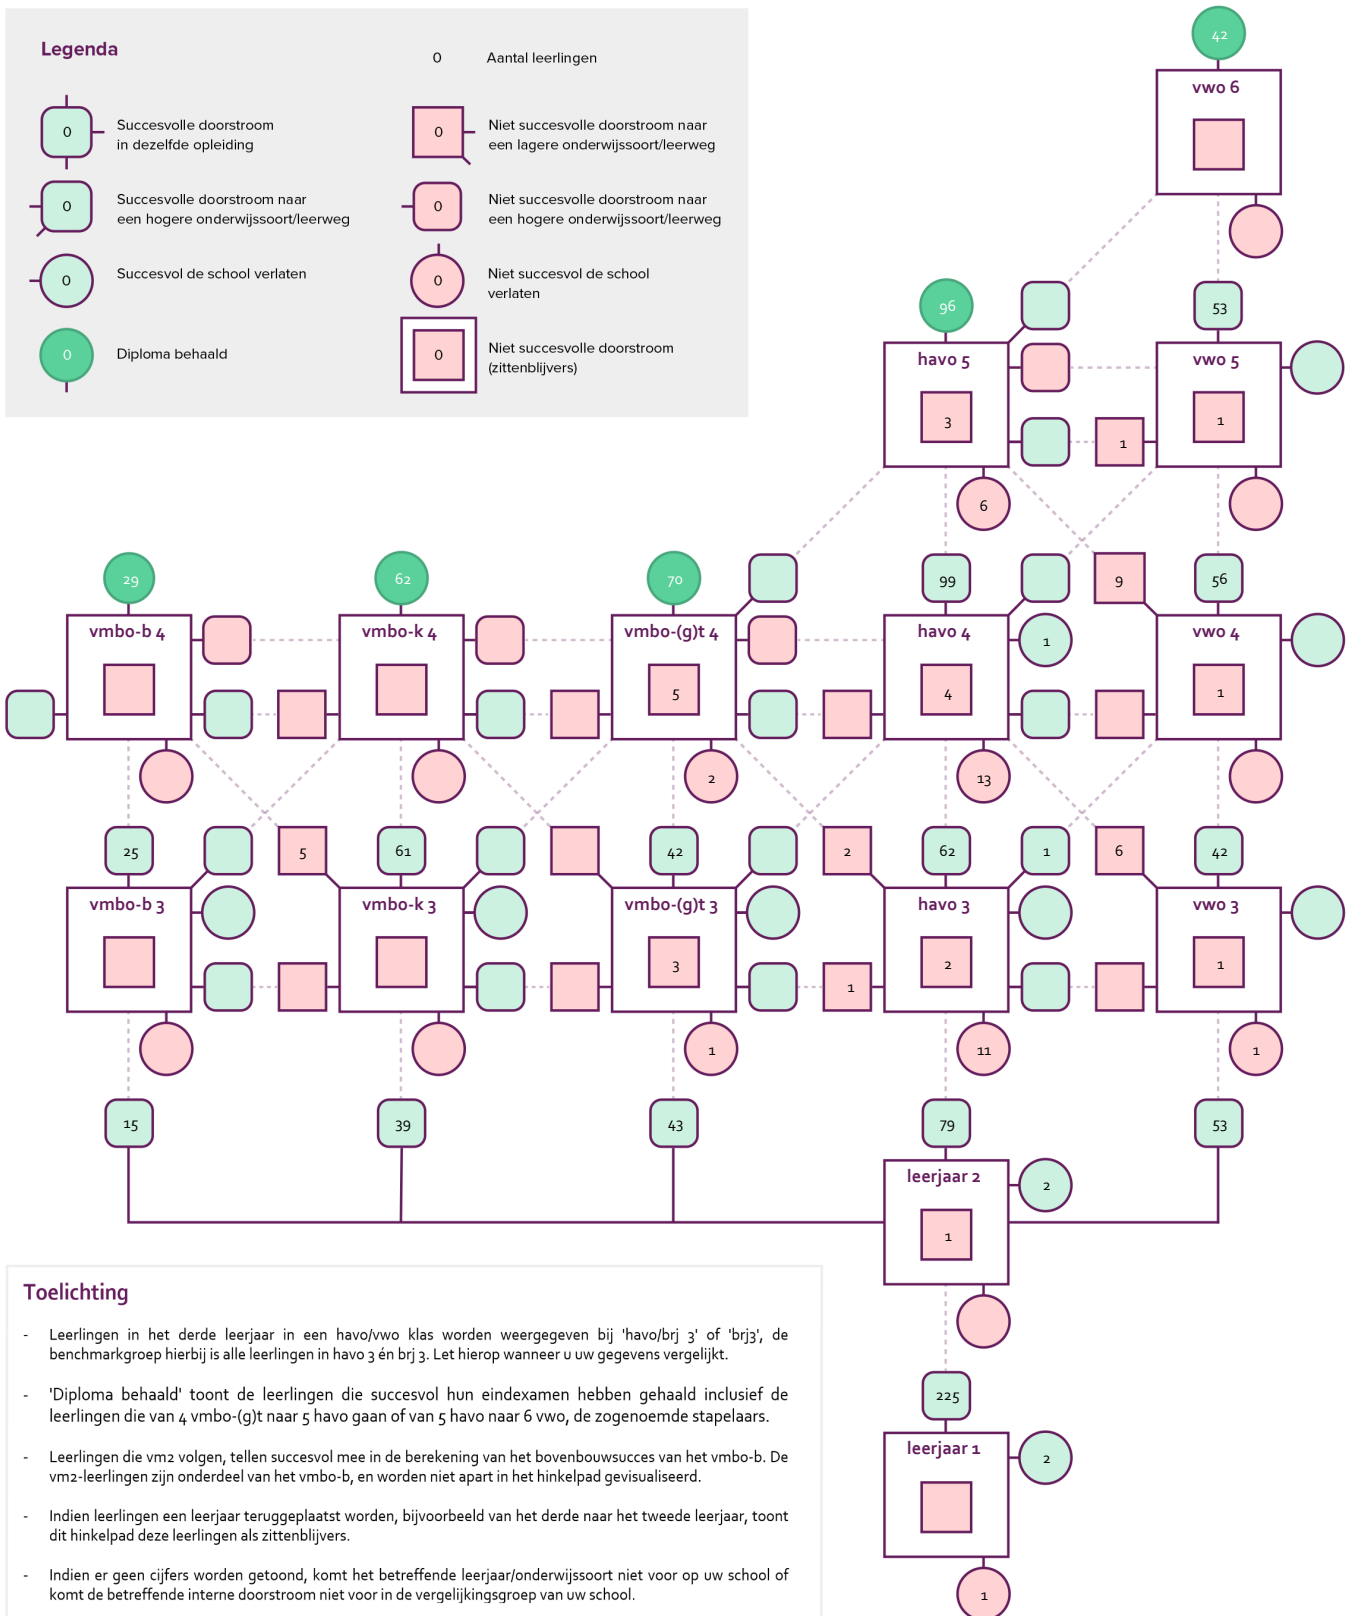 Legenda
0
Aantal leerlingen
0
Succesvolle doorstroom
in dezelfde opleiding
0
Niet succesvolle doorstroom naar
een lagere onderwijssoort/leerweg
0
Succesvolle doorstroom naar
een hogere onderwijssoort/leerweg
0
Niet succesvolle doorstroom naar
een hogere onderwijssoort/leerweg
0
Succesvol de school verlaten
0
Niet succesvol de school
verlaten
0
Diploma behaald
0
Niet succesvolle doorstroom
(zittenblijvers)
42
vwo 6
96
53
havo 5
vwo 5
3
1
1
6
29
62
70
99
9
56
vmbo-b 4
vmbo-k 4
vmbo-(g)t 4
havo 4
1
vwo 4
5
4
1
2
13
25
5
61
42
2
62
1
6
42
vmbo-b 3
vmbo-k 3
vmbo-(g)t 3
havo 3
vwo 3
3
2
1
1
1
11
1
15
39
43
79
53
leerjaar 2
2
1
225
leerjaar 1
2
1
Toelichting
- Leerlingen in het derde leerjaar in een havo/vwo klas worden weergegeven bij 'havo/brj 3' of 'brj3', de
benchmarkgroep hierbij is alle leerlingen in havo 3 én brj 3. Let hierop wanneer u uw gegevens vergelijkt.
- 'Diploma behaald' toont de leerlingen die succesvol hun eindexamen hebben gehaald inclusief de
leerlingen die van 4 vmbo-(g)t naar 5 havo gaan of van 5 havo naar 6 vwo, de zogenoemde stapelaars.
- Leerlingen die vm2 volgen, tellen succesvol mee in de berekening van het bovenbouwsucces van het vmbo-b. De
vm2-leerlingen zijn onderdeel van het vmbo-b, en worden niet apart in het hinkelpad gevisualiseerd.
- Indien leerlingen een leerjaar teruggeplaatst worden, bijvoorbeeld van het derde naar het tweede leerjaar, toont
dit hinkelpad deze leerlingen als zittenblijvers.
- Indien er geen cijfers worden getoond, komt het betreffende leerjaar/onderwijssoort niet voor op uw school of
komt de betreffende interne doorstroom niet voor in de vergelijkingsgroep van uw school.